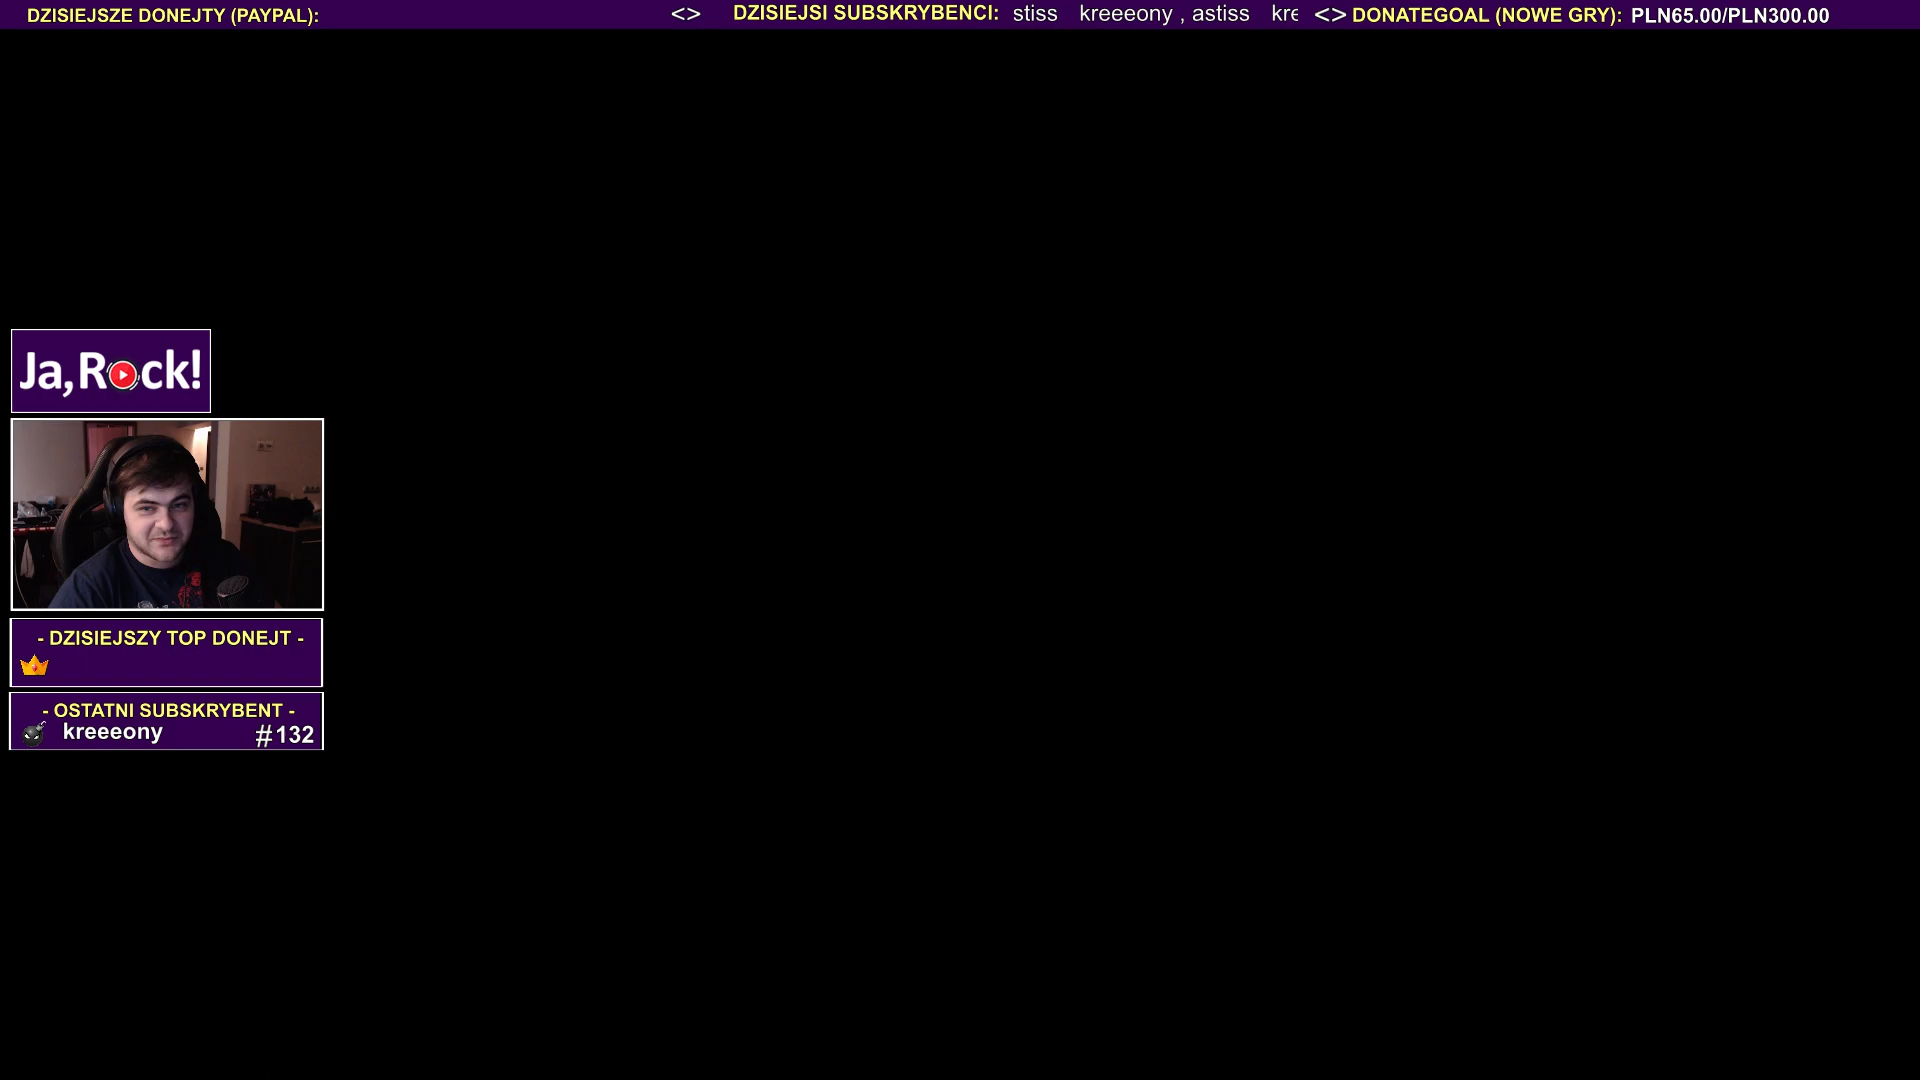 DZISIEJSZE DONEJTY (PAYPAL): <> DZISIEJSI SUBSKRYBENCI: stiss kreeeony , astiss kre <> DONATEGOAL (NOWE GRY): PLN65.00/PLN300.00
Ja,Rock!
- DZISIEJSZY TOP DONEJT -
- OSTATNI SUBSKRYBENT -
kreeeony #132